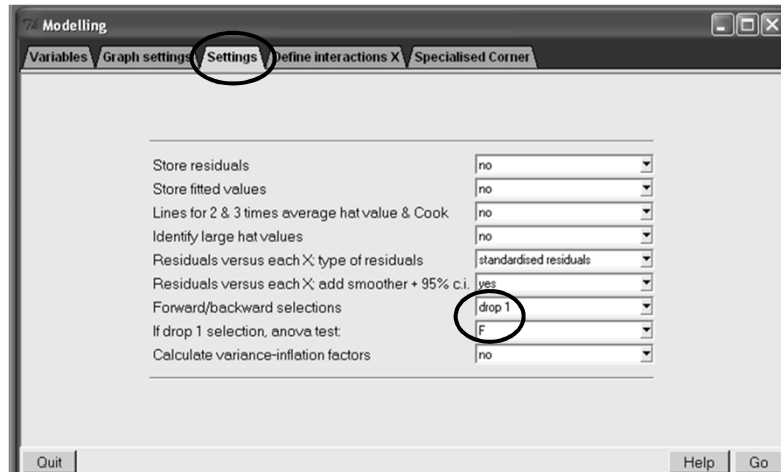 Modelling
Variables Graph settings Settings Define interactions X Specialised Corner
Store residuals no
Store fitted values no
Lines for 2 & 3 times average hat value & Cook no
Identify large hat values no
Residuals versus each X; type of residuals standardised residuals
Residuals versus each X; add smoother + 95% c.i. yes
Forward/backward selections drop 1
If drop 1 selection, anova test: F
Calculate variance-inflation factors no
Quit Help Go